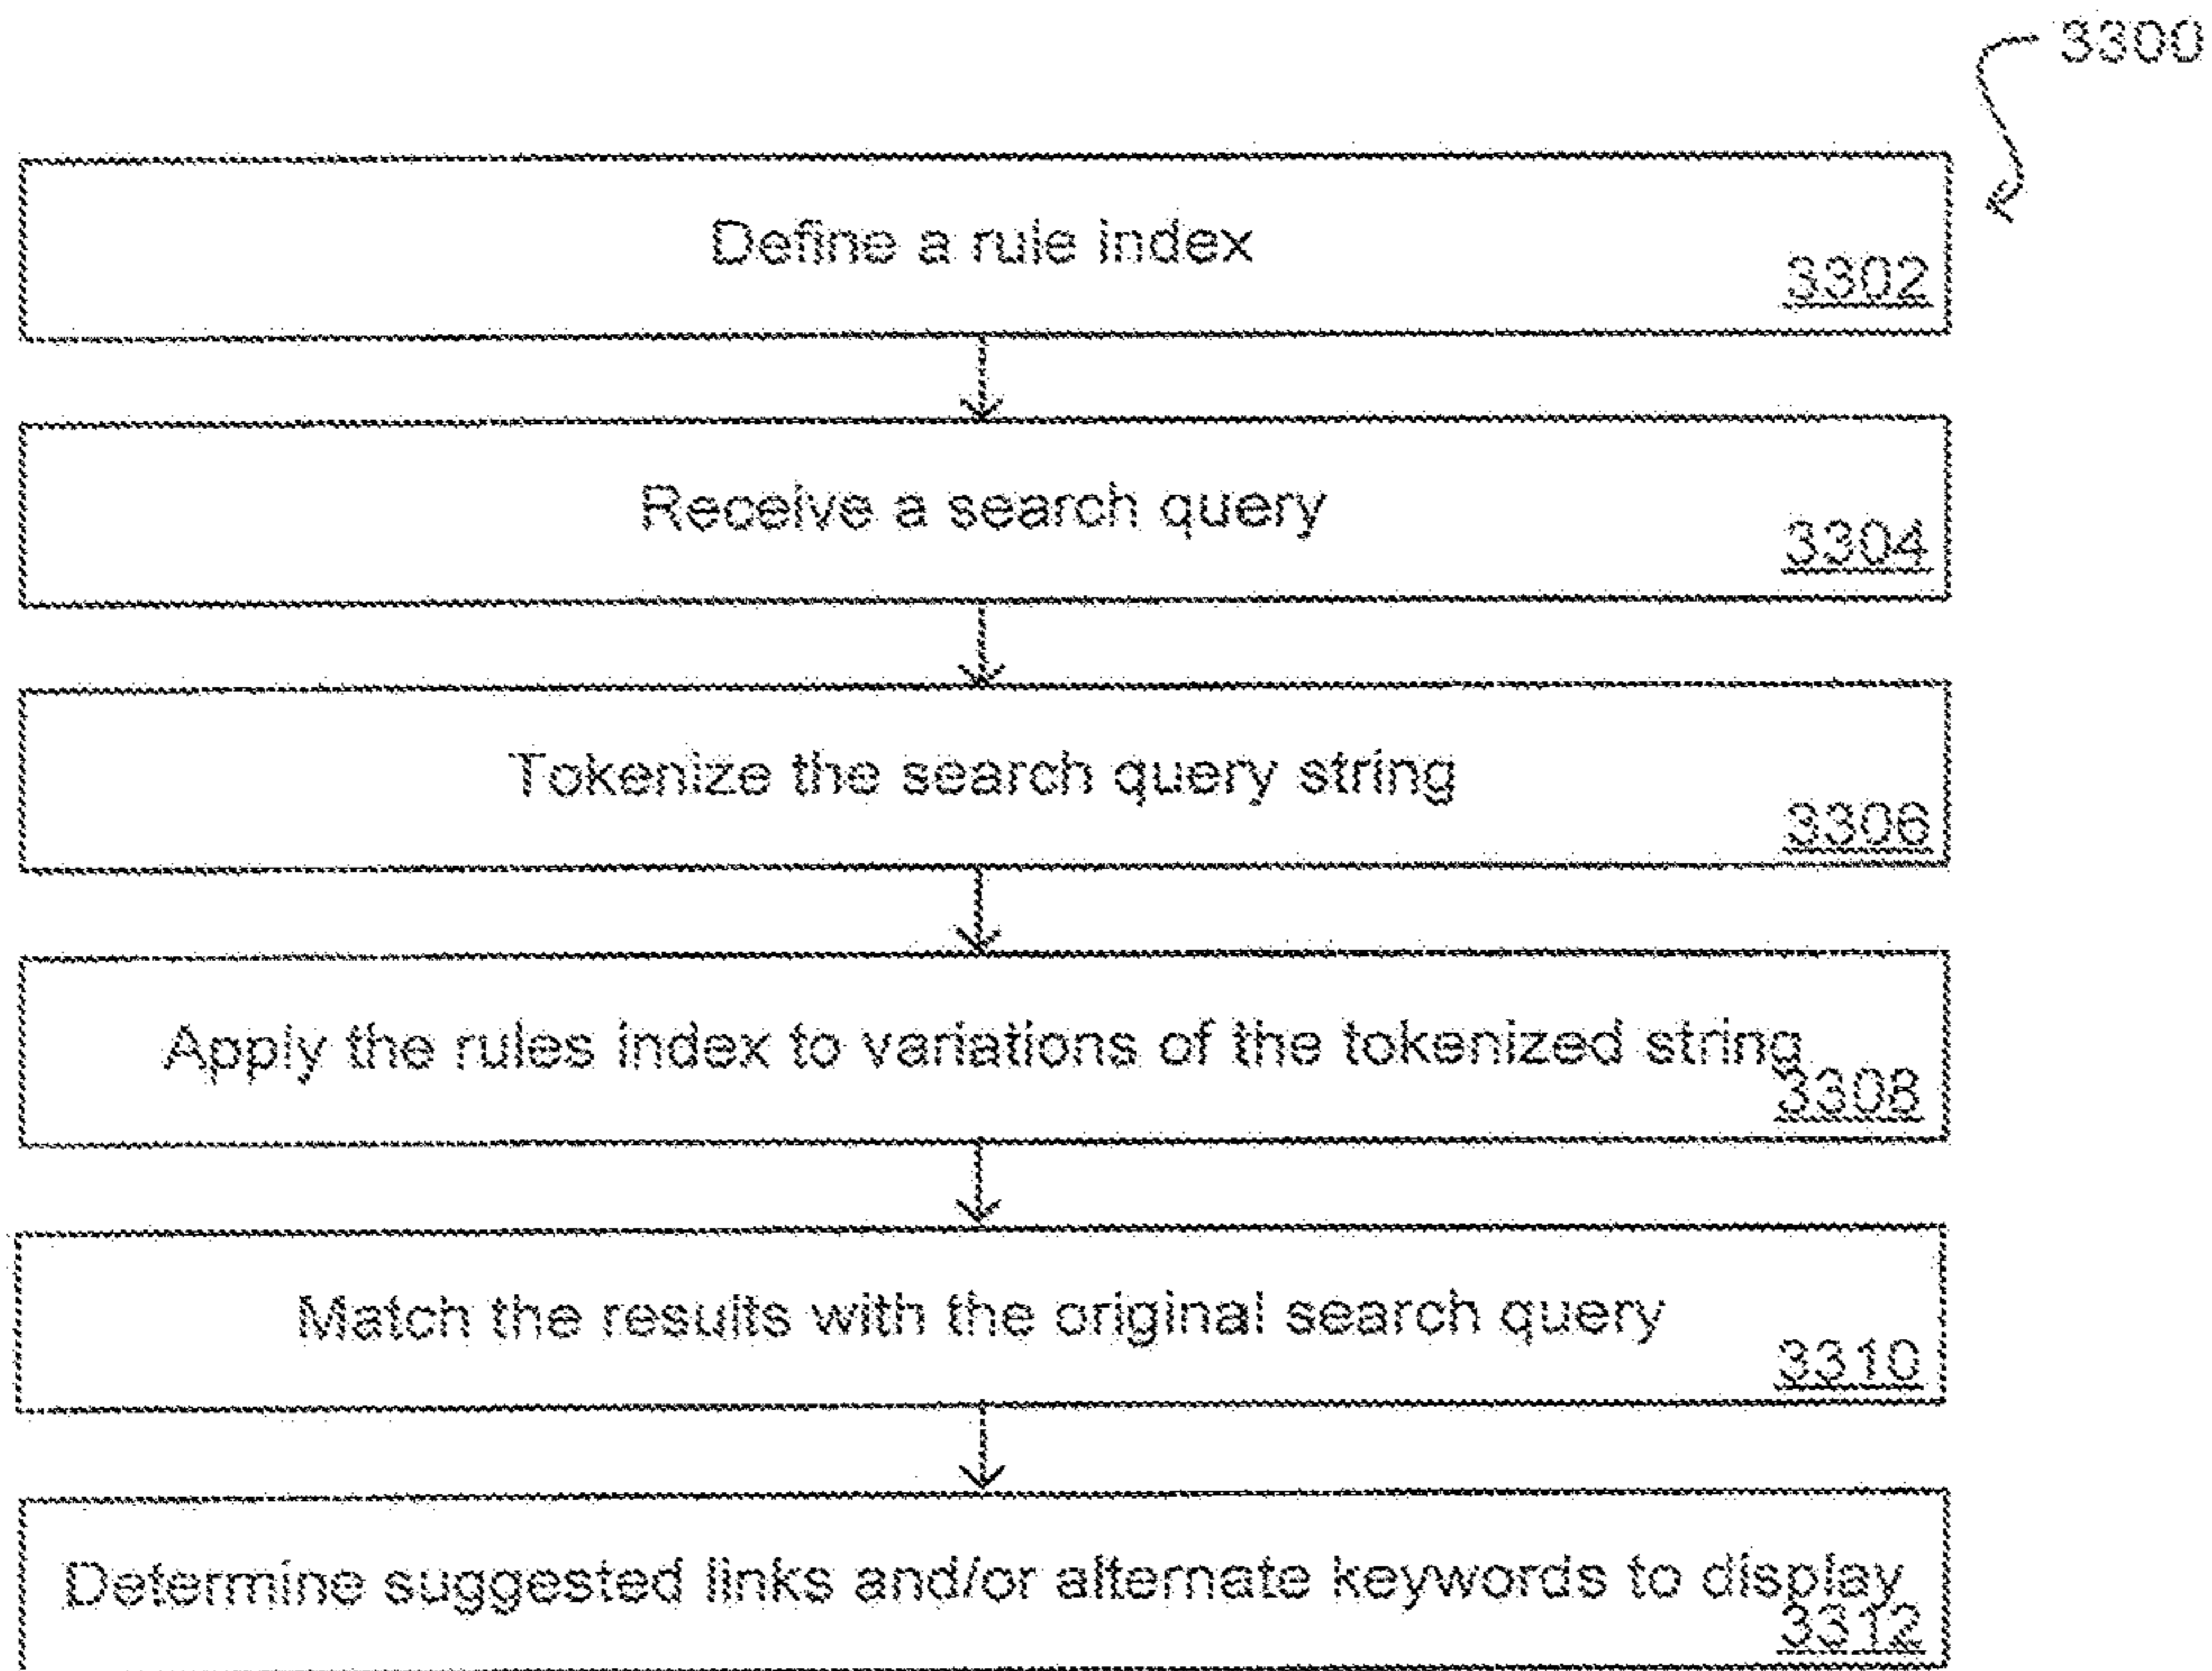 3300
Define a rule index
3302
Receive a search query
3304
Tokenize the search query string
3306
Apply the rules index to variations of the tokenized string
3308
Match the results with the original search query
3310
Determine suggested links and/or alternate keywords to display
3312